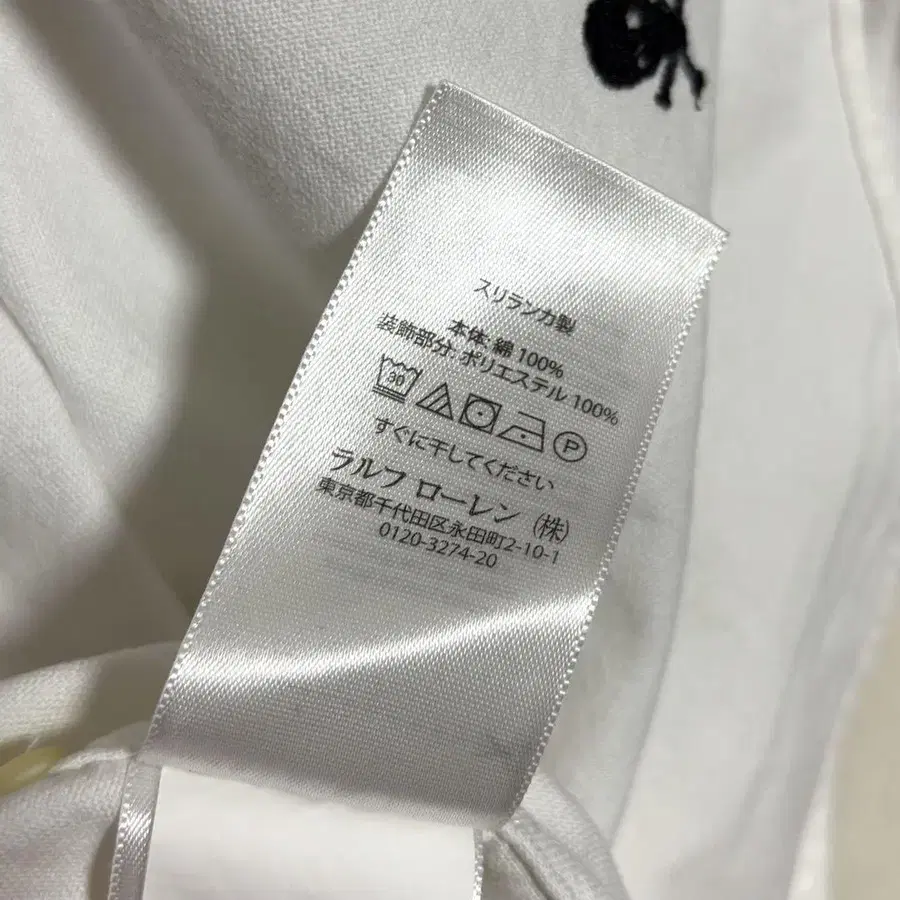 スリランカ製
本体: 綿 100%
装飾部分: ポリエステル 100%
30 P
すぐに干してください
ラルフ ローレン (株)
東京都千代田区永田町2-10-1
0120-3274-20